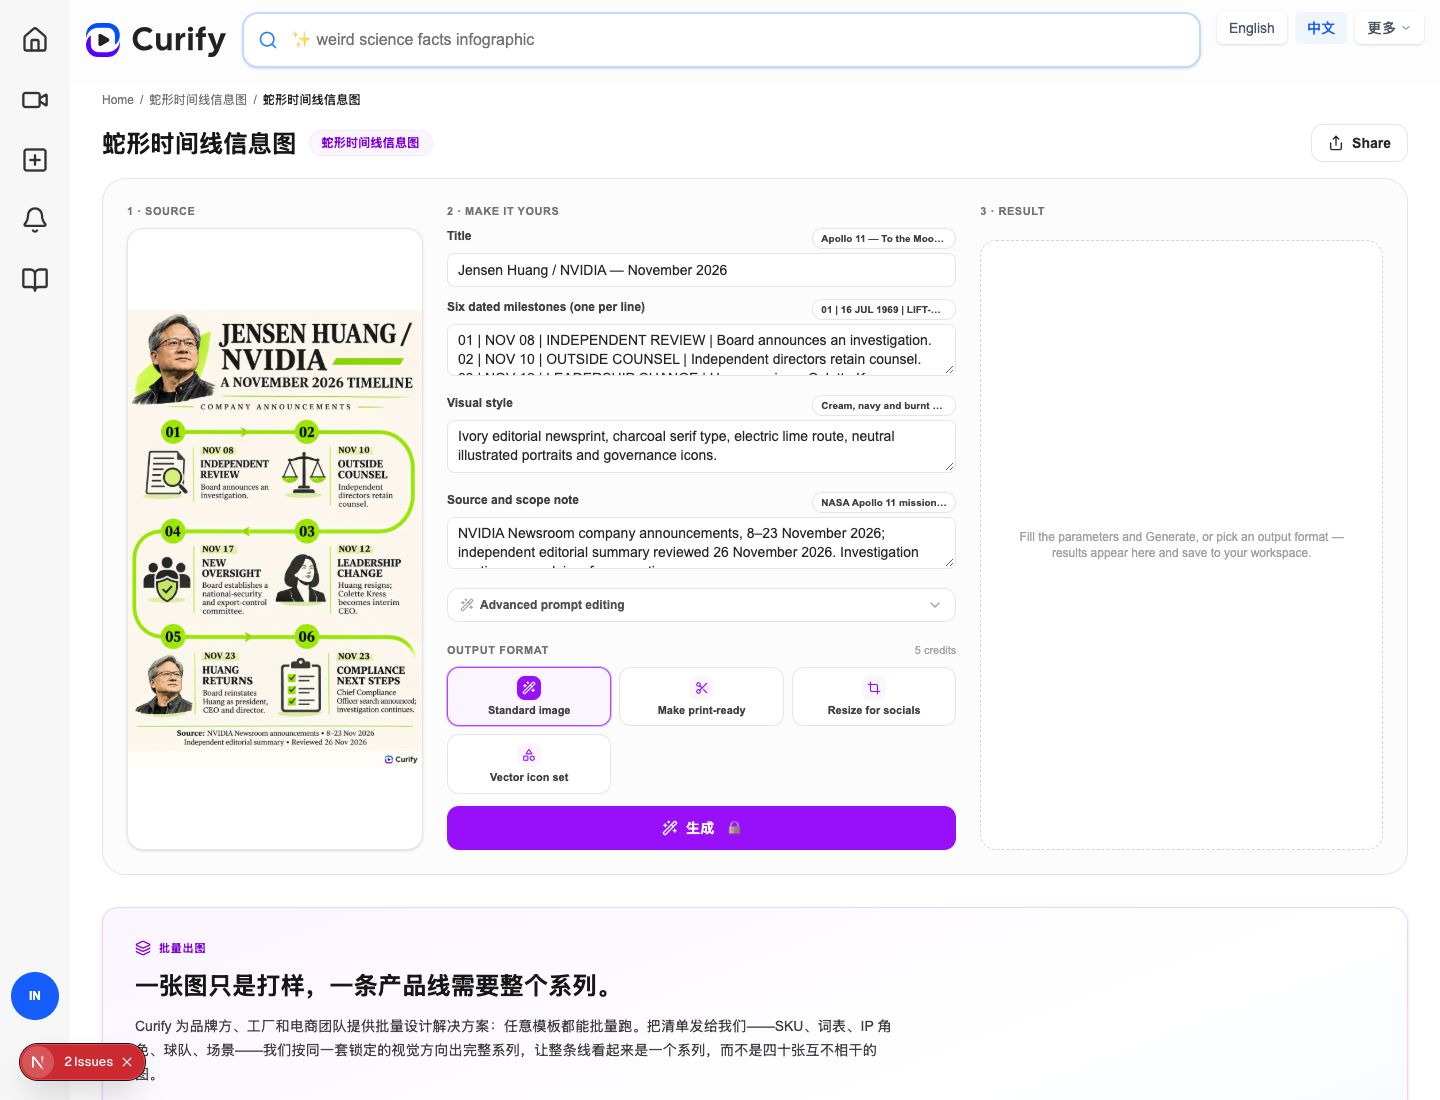 Curify
✨ weird science facts infographic
English
中文
更多
Home / 蛇形时间线信息图 / 蛇形时间线信息图
蛇形时间线信息图
蛇形时间线信息图
Share
1 · SOURCE
JENSEN HUANG /
NVIDIA
A NOVEMBER 2026 TIMELINE
COMPANY ANNOUNCEMENTS
01
02
NOV 08
INDEPENDENT
REVIEW
Board announces an
investigation.
NOV 10
OUTSIDE
COUNSEL
Independent
directors retain
counsel.
04
03
NOV 17
NEW
OVERSIGHT
Board establishes a
national-security
and export-control
committee.
NOV 12
LEADERSHIP
CHANGE
Huang resigns;
Colette Kress
becomes interim
CEO.
05
06
NOV 23
HUANG
RETURNS
Board reinstates
Huang as president,
CEO and director.
NOV 23
COMPLIANCE
NEXT STEPS
Chief Compliance
Officer search announced;
investigation continues.
Source: NVIDIA Newsroom announcements • 8–23 Nov 2026
Independent editorial summary • Reviewed 26 Nov 2026
Curify
2 · MAKE IT YOURS
Title
Apollo 11 — To the Moo...
Jensen Huang / NVIDIA — November 2026
Six dated milestones (one per line)
01 | 16 JUL 1969 | LIFT-...
01 | NOV 08 | INDEPENDENT REVIEW | Board announces an investigation.
02 | NOV 10 | OUTSIDE COUNSEL | Independent directors retain counsel.
Visual style
Cream, navy and burnt ...
Ivory editorial newsprint, charcoal serif type, electric lime route, neutral
illustrated portraits and governance icons.
Source and scope note
NASA Apollo 11 mission...
NVIDIA Newsroom company announcements, 8–23 November 2026;
independent editorial summary reviewed 26 November 2026. Investigation
Advanced prompt editing
OUTPUT FORMAT
5 credits
Standard image
Make print-ready
Resize for socials
Vector icon set
生成
3 · RESULT
Fill the parameters and Generate, or pick an output format —
results appear here and save to your workspace.
批量出图
一张图只是打样，一条产品线需要整个系列。
Curify 为品牌方、工厂和电商团队提供批量设计解决方案：任意模板都能批量跑。把清单发给我们——SKU、词表、IP 角
色、球队、场景——我们按同一套锁定的视觉方向出完整系列，让整条线看起来是一个系列，而不是四十张互不相干的
图。
IN
N
2 Issues